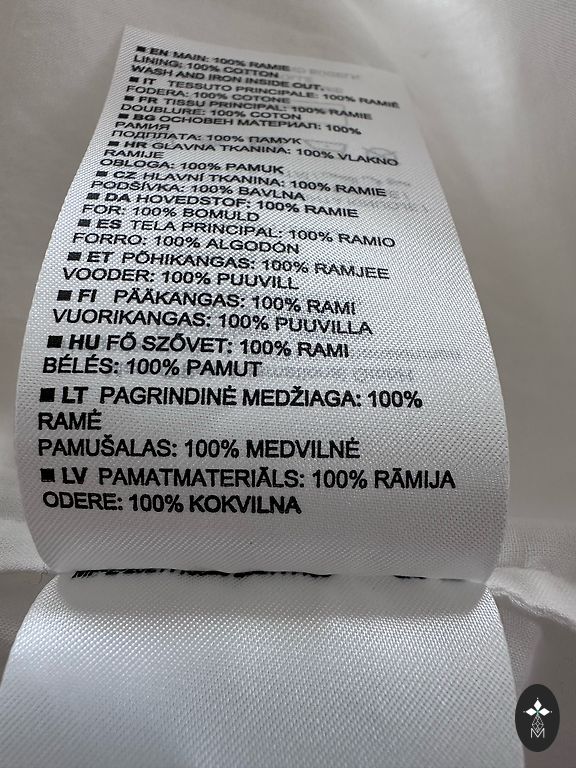 ■ EN MAIN: 100% RAMIE
LINING: 100% COTTON
WASH AND IRON INSIDE OUT.
■ IT TESSUTO PRINCIPALE: 100% RAMIÉ
FODERA: 100% COTONE
■ FR TISSU PRINCIPAL: 100% RAMIE
DOUBLURE: 100% COTON
■ BG ОСНОВЕН МАТЕРИАЛ: 100%
РАМИЯ
ПОДПЛАТА: 100% ПАМУК
■ HR GLAVNA TKANINA: 100% VLAKNO
RAMIJE
OBLOGA: 100% PAMUK
■ CZ HLAVNÍ TKANINA: 100% RAMIE
PODŠÍVKA: 100% BAVLNA
■ DA HOVEDSTOF: 100% RAMIE
FOR: 100% BOMULD
■ ES TELA PRINCIPAL: 100% RAMIO
FORRO: 100% ALGODÓN
■ ET PÕHIKANGAS: 100% RAMJEE
VOODER: 100% PUUVILL
■ FI PÄÄKANGAS: 100% RAMI
VUORIKANGAS: 100% PUUVILLA
■ HU FŐ SZÖVET: 100% RAMI
BÉLÉS: 100% PAMUT
■ LT PAGRINDINĖ MEDŽIAGA: 100%
RAMĖ
PAMUŠALAS: 100% MEDVILNĖ
■ LV PAMATMATERIĀLS: 100% RĀMIJA
ODERE: 100% KOKVILNA